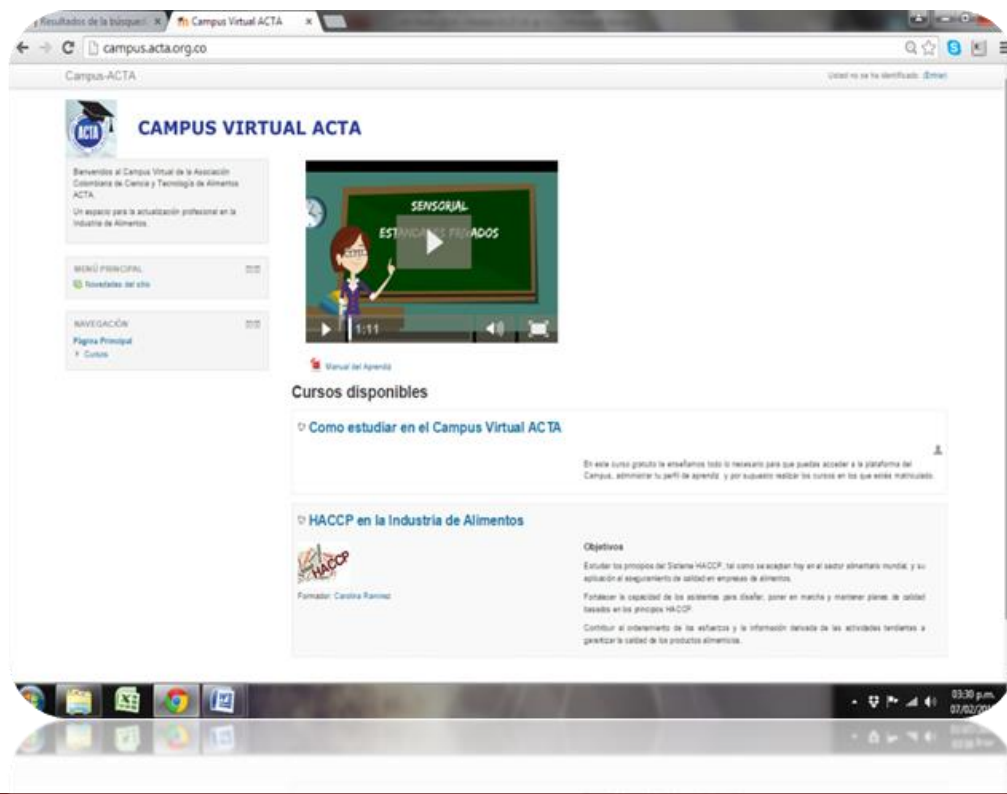 Resultados de la búsqued
Campus Virtual ACTA
campus.acta.org.co
Campus-ACTA
Usted no se ha identificado. (Entrar)
ACTA
CAMPUS VIRTUAL ACTA
Bienvenidos al Campus Virtual de la Asociación
Colombiana de Ciencia y Tecnología de Alimentos
ACTA.
Un espacio para la actualización profesional en la
Industria de Alimentos.
MENÚ PRINCIPAL
Novedades del sitio
NAVEGACIÓN
Página Principal
Cursos
SENSORIAL
ESTANDARES PRIVADOS
1:11
Manual del Aprendiz
Cursos disponibles
Como estudiar en el Campus Virtual ACTA
En este curso gratuito te enseñamos todo lo necesario para que puedas acceder a la plataforma del
Campus, administrar tu perfil de aprendiz y por supuesto realizar los cursos en los que estés matriculado.
HACCP en la Industria de Alimentos
HACCP
Formador: Carolina Ramirez
Objetivos
Estudiar los principios del Sistema HACCP, tal como se aceptan hoy en el sector alimentario mundial, y su
aplicación al aseguramiento de calidad en empresas de alimentos.
Fortalecer la capacidad de los asistentes para diseñar, poner en marcha y mantener planes de calidad
basados en los principios HACCP.
Contribuir al ordenamiento de los esfuerzos y la información derivada de las actividades tendientes a
garantizar la calidad de los productos alimenticios.
03:30 p.m.
07/02/20